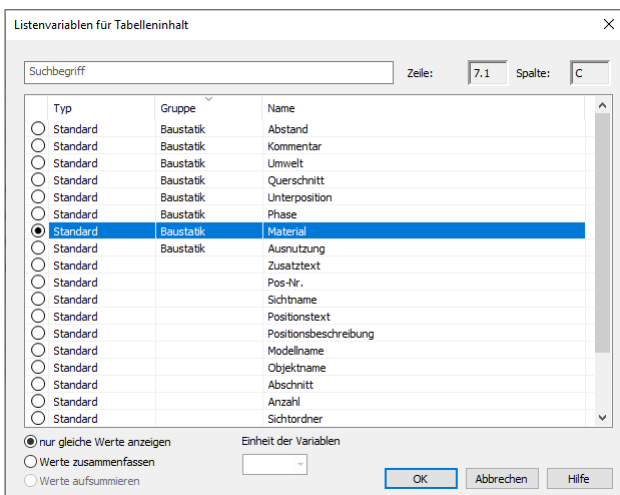 Listenvariablen für Tabelleninhalt
Suchbegriff Zeile: 7.1 Spalte: C
Typ Gruppe Name
Standard Baustatik Abstand
Standard Baustatik Kommentar
Standard Baustatik Umwelt
Standard Baustatik Querschnitt
Standard Baustatik Unterposition
Standard Baustatik Phase
Standard Baustatik Material
Standard Baustatik Ausnutzung
Standard Zusatztext
Standard Pos-Nr.
Standard Sichtname
Standard Positionstext
Standard Positionsbeschreibung
Standard Modellname
Standard Objektname
Standard Abschnitt
Standard Anzahl
Standard Sichtordner
nur gleiche Werte anzeigen Einheit der Variablen
Werte zusammenfassen
Werte aufsummieren OK Abbrechen Hilfe